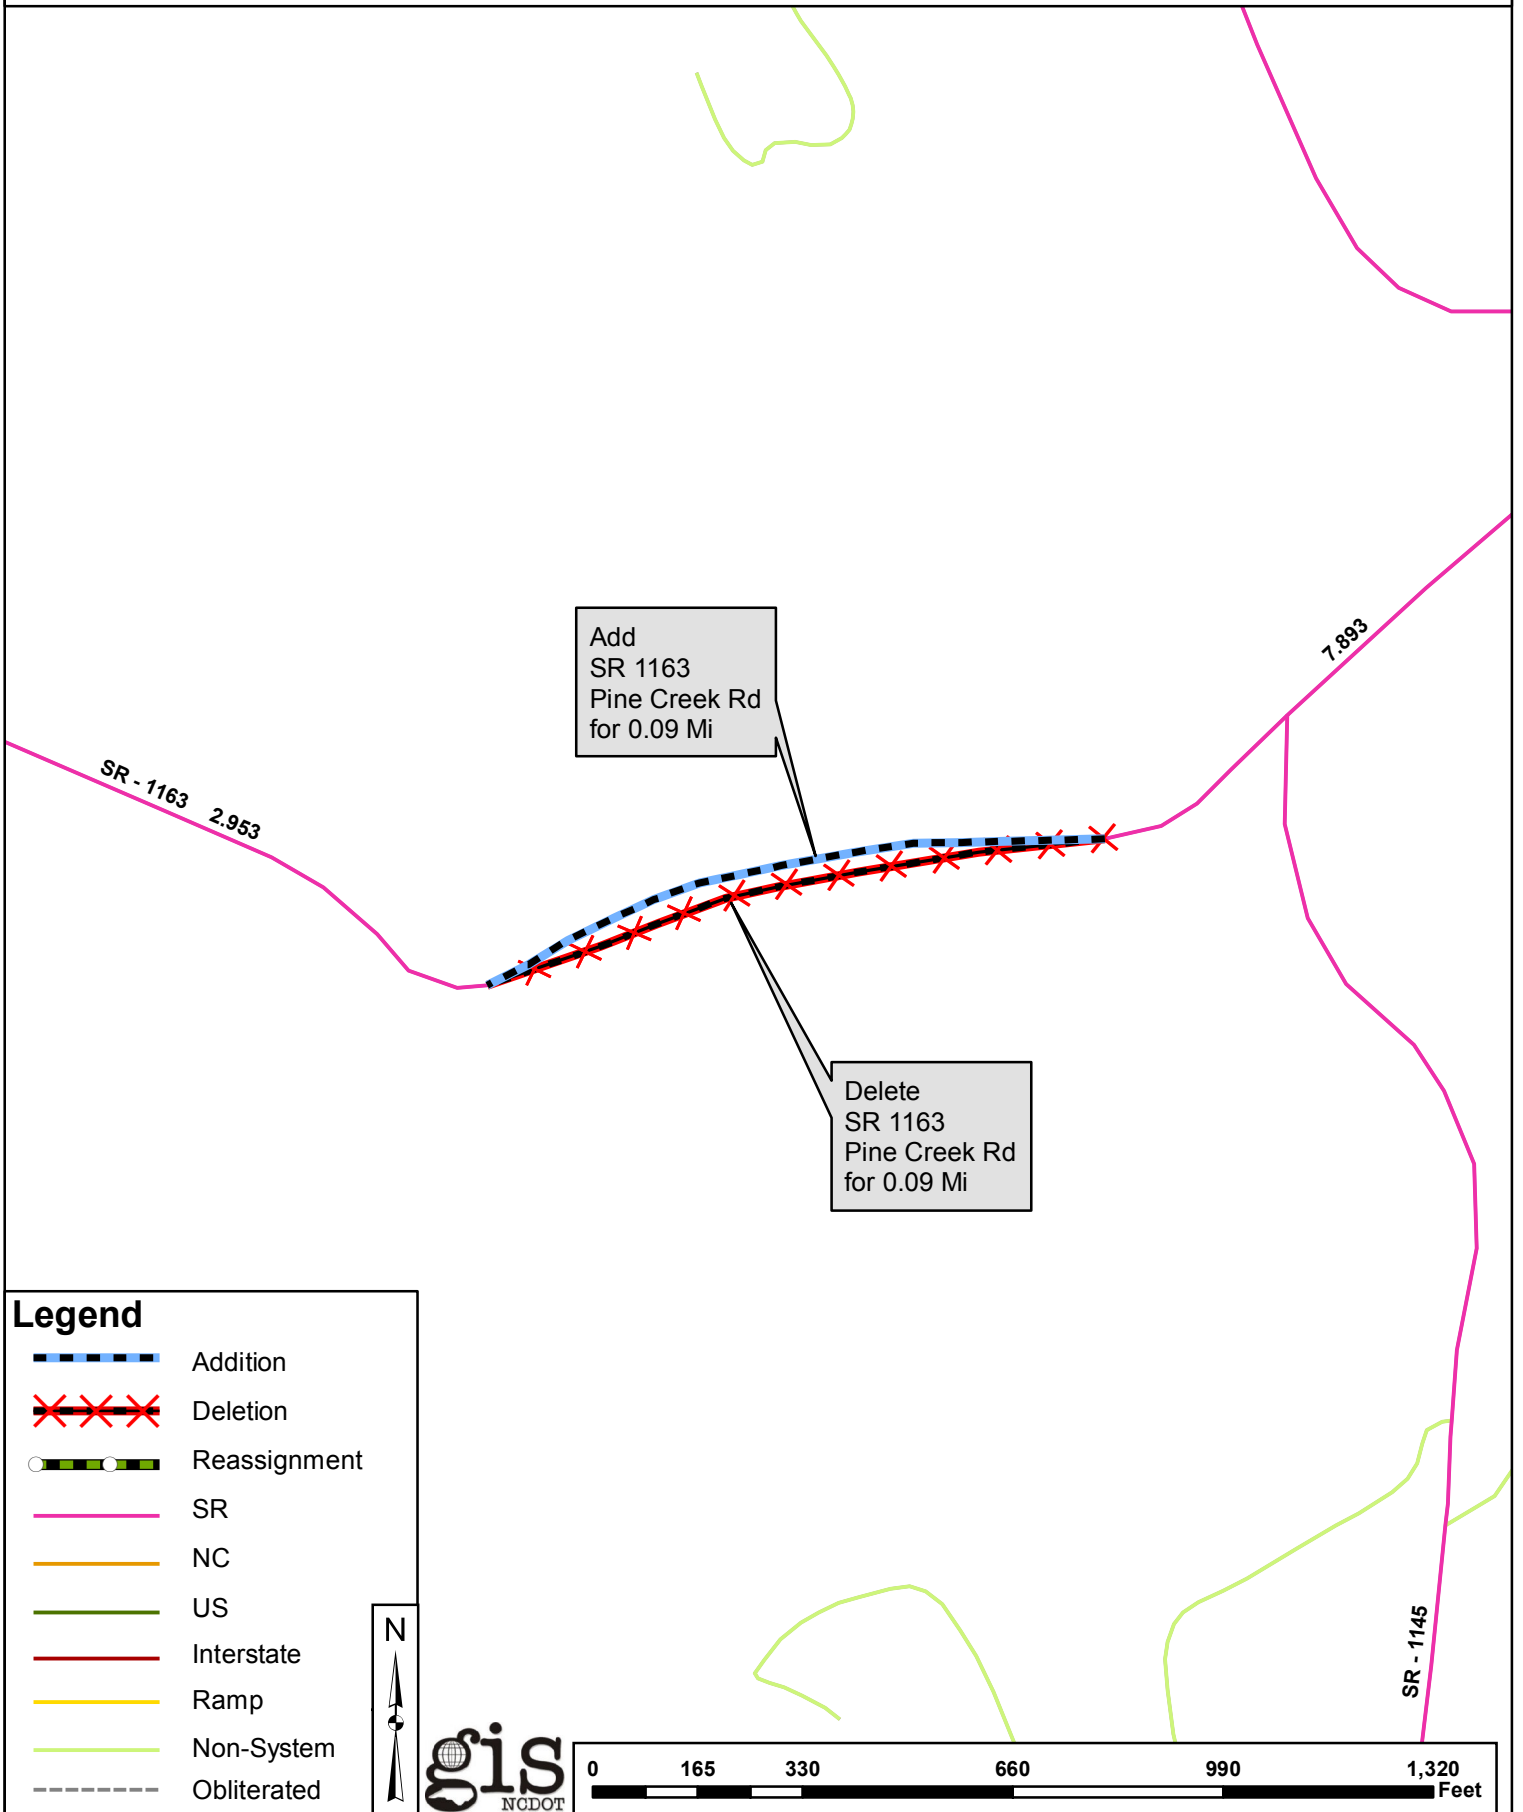 7.893
Add
SR 1163
Pine Creek Rd
for 0.09 Mi
SR - 1163 2.953
Delete
SR 1163
Pine Creek Rd
for 0.09 Mi
SR - 1145
Legend
Addition
Deletion
Reassignment
SR
NC
US
Interstate
Ramp
Non-System
Obliterated
N
gis
NCDOT
0 165 330 660 990 1,320
Feet